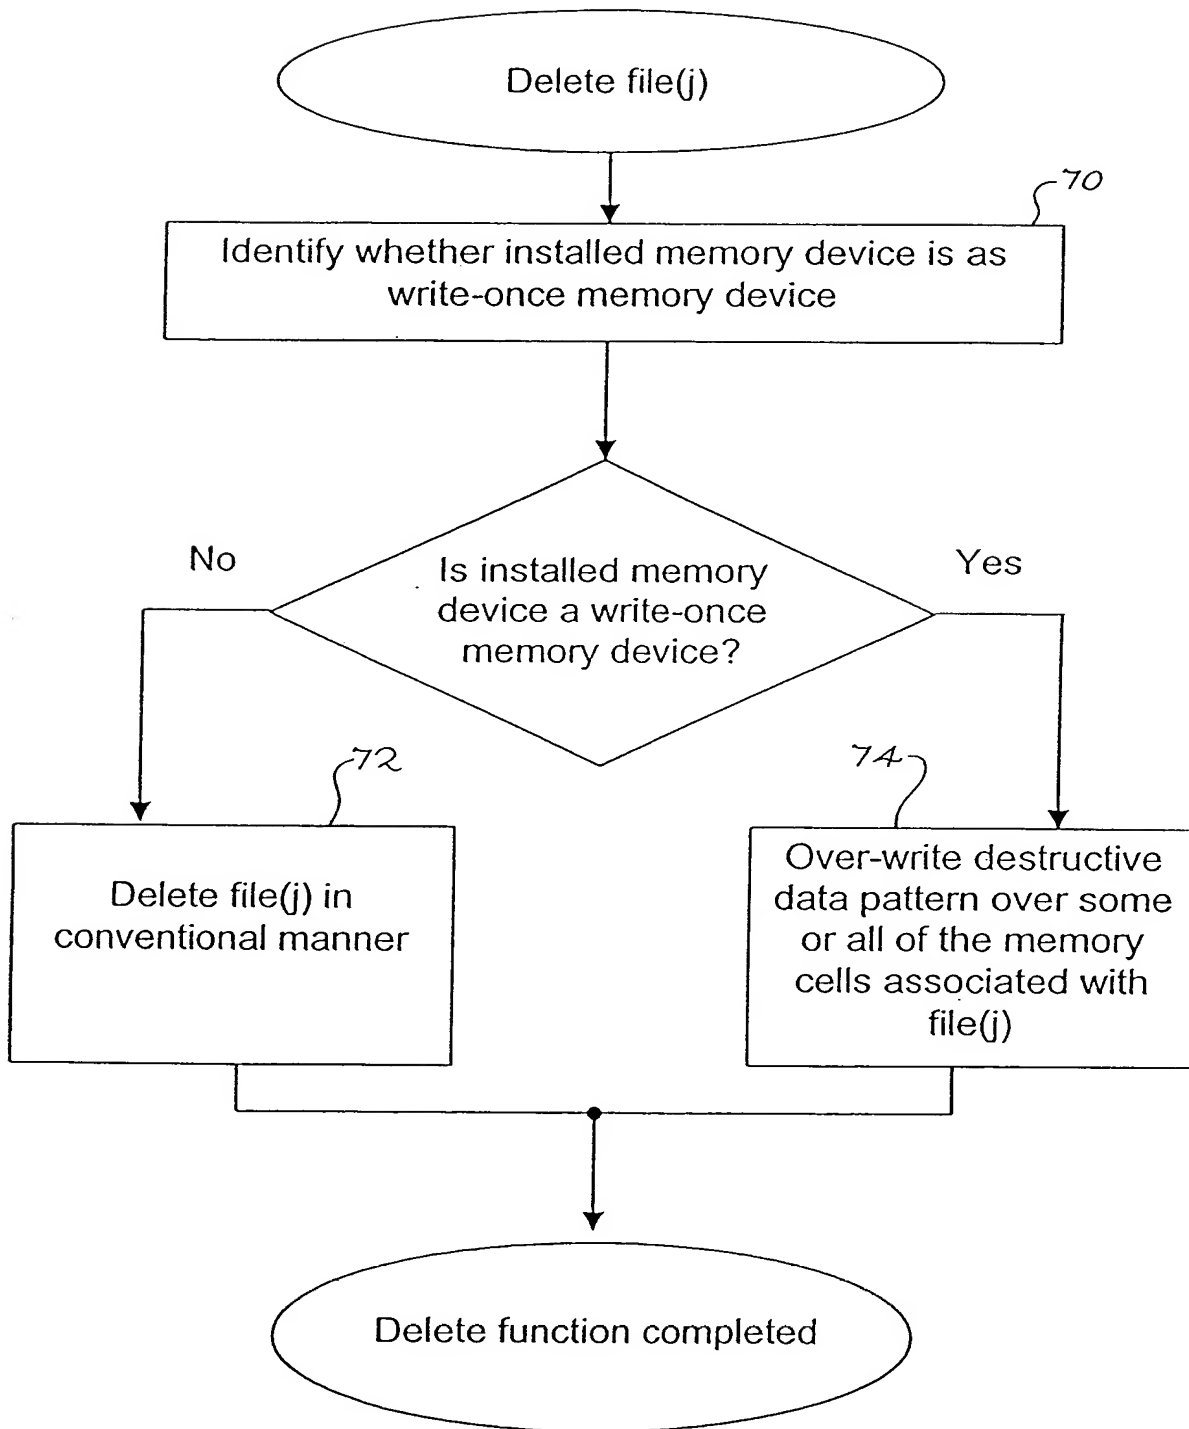 Delete file(j)
70
Identify whether installed memory device is as
write-once memory device
No
Is installed memory
device a write-once
memory device?
Yes
72
74
Delete file(j) in
conventional manner
Over-write destructive
data pattern over some
or all of the memory
cells associated with
file(j)
Delete function completed